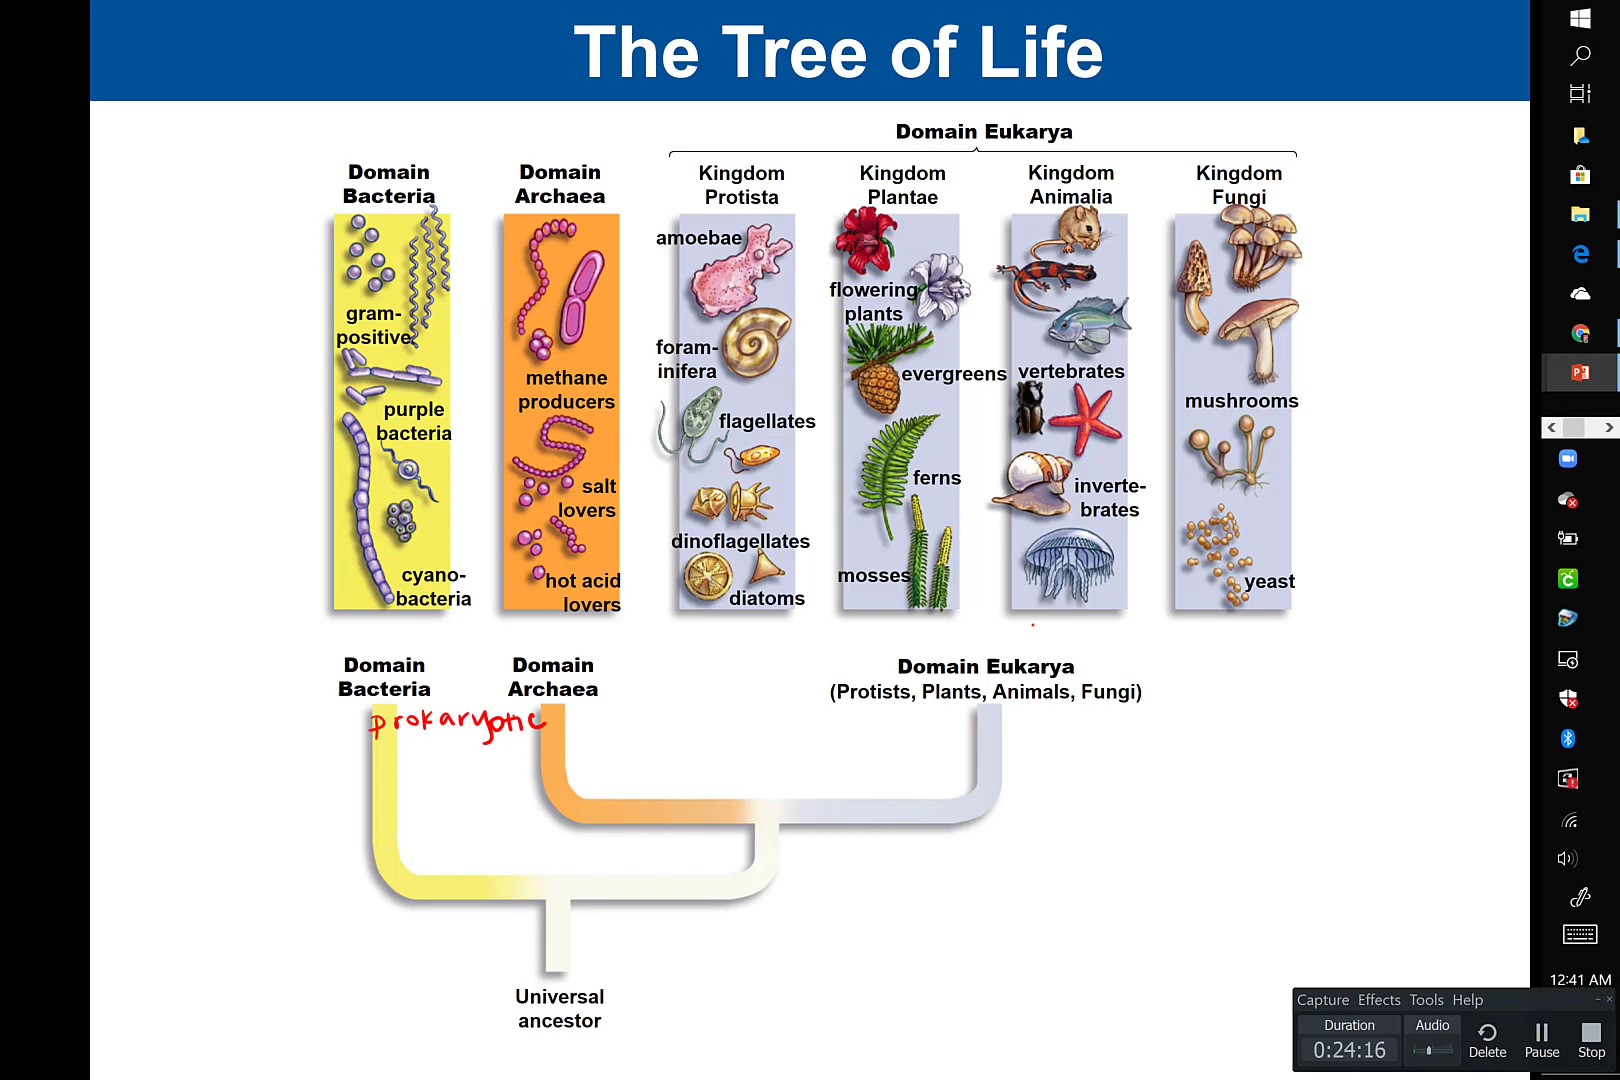 The Tree of Life
Domain Eukarya
Domain
Bacteria
Domain
Archaea
Kingdom
Protista
Kingdom
Plantae
Kingdom
Animalia
Kingdom
Fungi
gram-
positive
purple
bacteria
cyano-
bacteria
methane
producers
salt
lovers
hot acid
lovers
amoebae
foram-
inifera
flagellates
dinoflagellates
diatoms
flowering
plants
evergreens
ferns
mosses
vertebrates
inverte-
brates
mushrooms
yeast
Domain
Bacteria
Domain
Archaea
Domain Eukarya
(Protists, Plants, Animals, Fungi)
prokaryotic
Universal
ancestor
12:41 AM
Capture Effects Tools Help
Duration
0:24:16
Audio
Delete
Pause
Stop